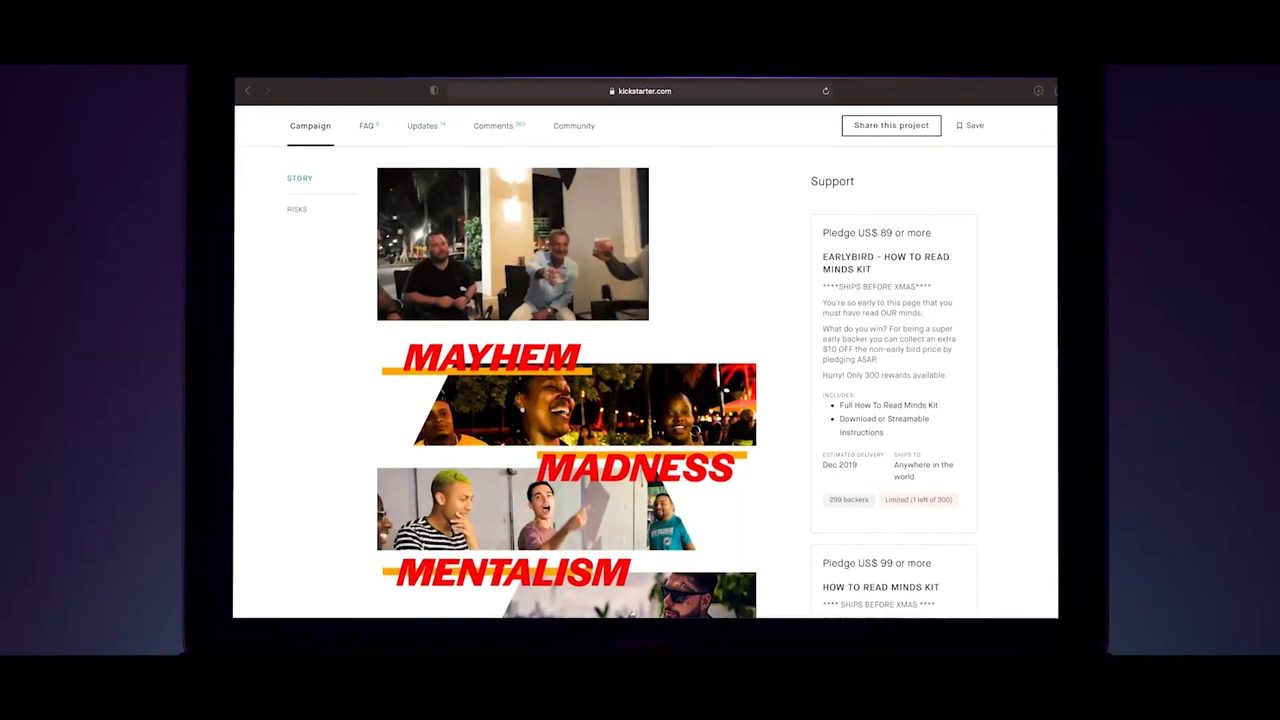 kickstarter.com
Campaign
FAQ 6
Updates 14
Comments 563
Community
Share this project
Save
STORY
RISKS
MAYHEM
MADNESS
MENTALISM
Support
Pledge US$ 89 or more
EARLYBIRD - HOW TO READ
MINDS KIT
****SHIPS BEFORE XMAS****
You're so early to this page that you
must have read OUR minds.
What do you win? For being a super
early backer you can collect an extra
$10 OFF the non-early bird price by
pledging ASAP.
Hurry! Only 300 rewards available.
INCLUDES:
Full How To Read Minds Kit
Download or Streamable
Instructions
ESTIMATED DELIVERY
Dec 2019
SHIPS TO
Anywhere in the
world
299 backers
Limited (1 left of 300)
Pledge US$ 99 or more
HOW TO READ MINDS KIT
**** SHIPS BEFORE XMAS ****